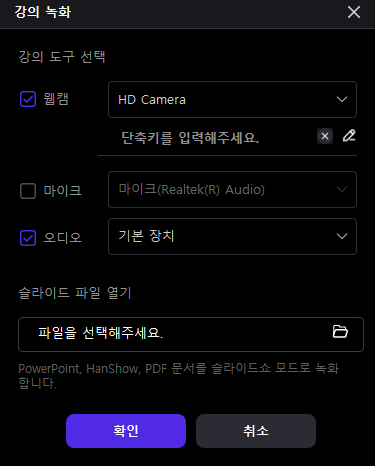 강의 녹화
강의 도구 선택
웹캠
HD Camera
단축키를 입력해주세요.
마이크
마이크(Realtek(R) Audio)
오디오
기본 장치
슬라이드 파일 열기
파일을 선택해주세요.
PowerPoint, HanShow, PDF 문서를 슬라이드쇼 모드로 녹화
합니다.
확인
취소